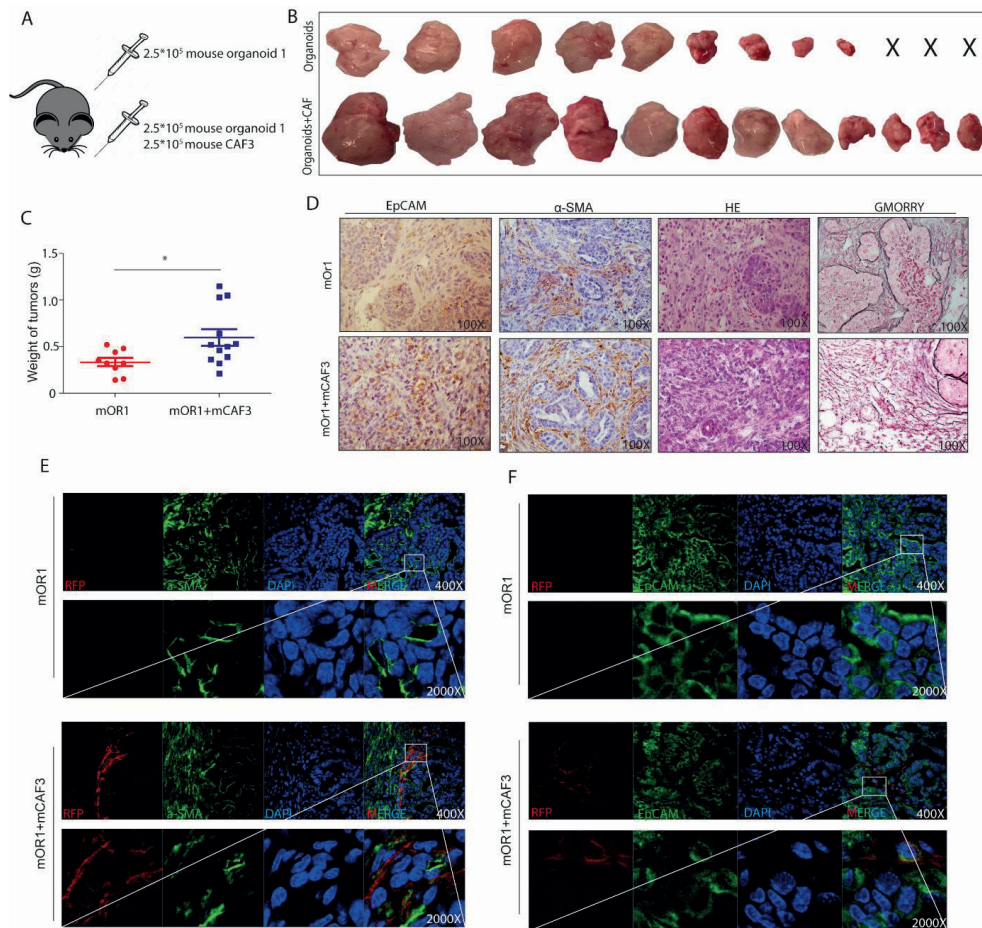 A
2.5*10⁵ mouse organoid 1
2.5*10⁵ mouse organoid 1
2.5*10⁵ mouse CAF3
B
Organoids
X X X
Organoids+CAF
C
Weight of tumors (g)
1.5
1.0
0.5
0.0
*
mOR1
mOR1+mCAF3
D
EpCAM
α-SMA
HE
GMORRY
mOr1
100X
100X
100X
100X
mOr1+mCAF3
100X
100X
100X
100X
E
mOR1
RFP
a-SMA
DAPI
MERGE
400X
2000X
mOR1+mCAF3
RFP
a-SMA
DAPI
MERGE
400X
2000X
F
mOR1
RFP
EpCAM
DAPI
MERGE
400X
2000X
mOR1+mCAF3
RFP
EpCAM
DAPI
MERGE
400X
2000X